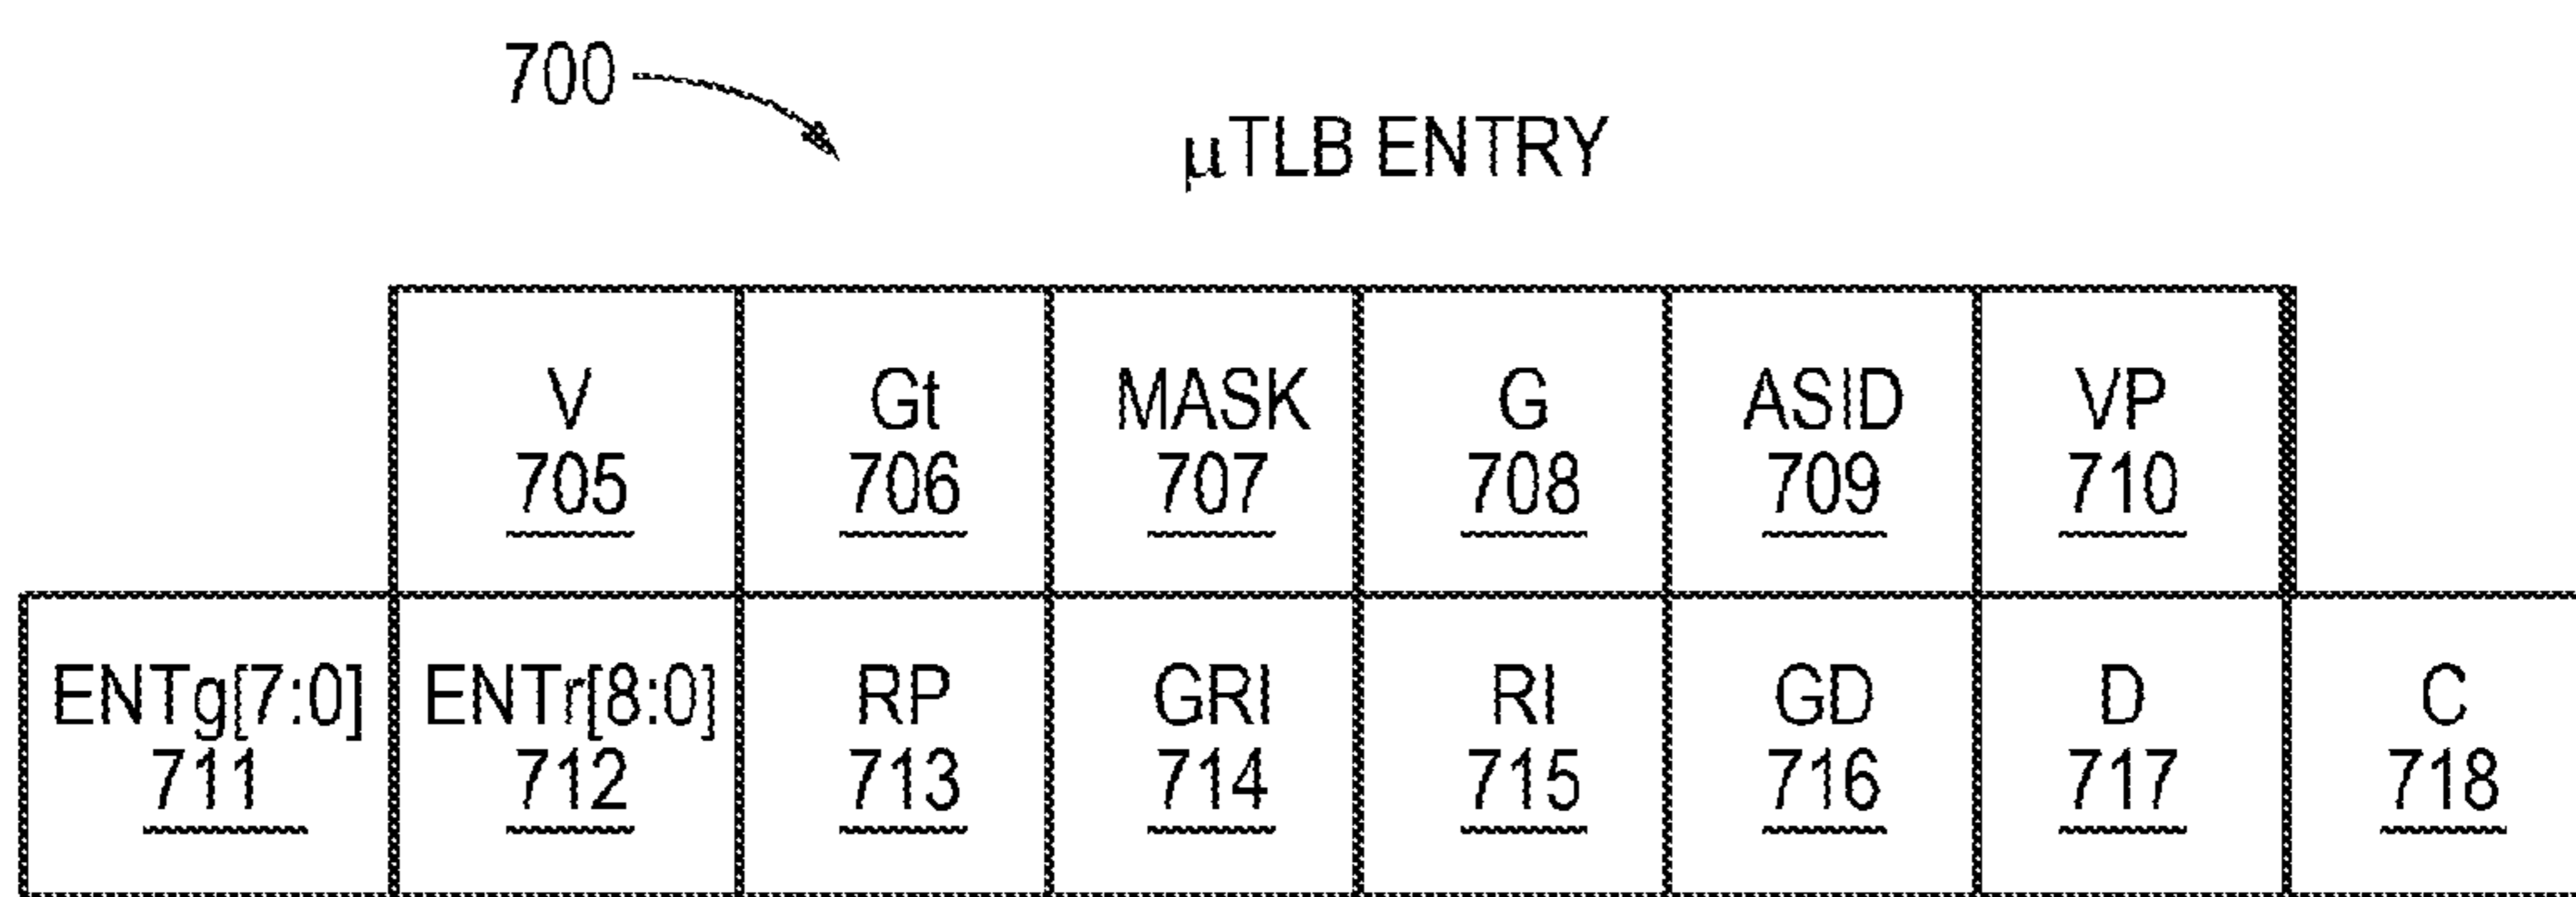 700
μTLB ENTRY
V Gt MASK G ASID VP
705 706 707 708 709 710
ENTg[7:0] ENTr[8:0] RP GRI RI GD D C
711 712 713 714 715 716 717 718